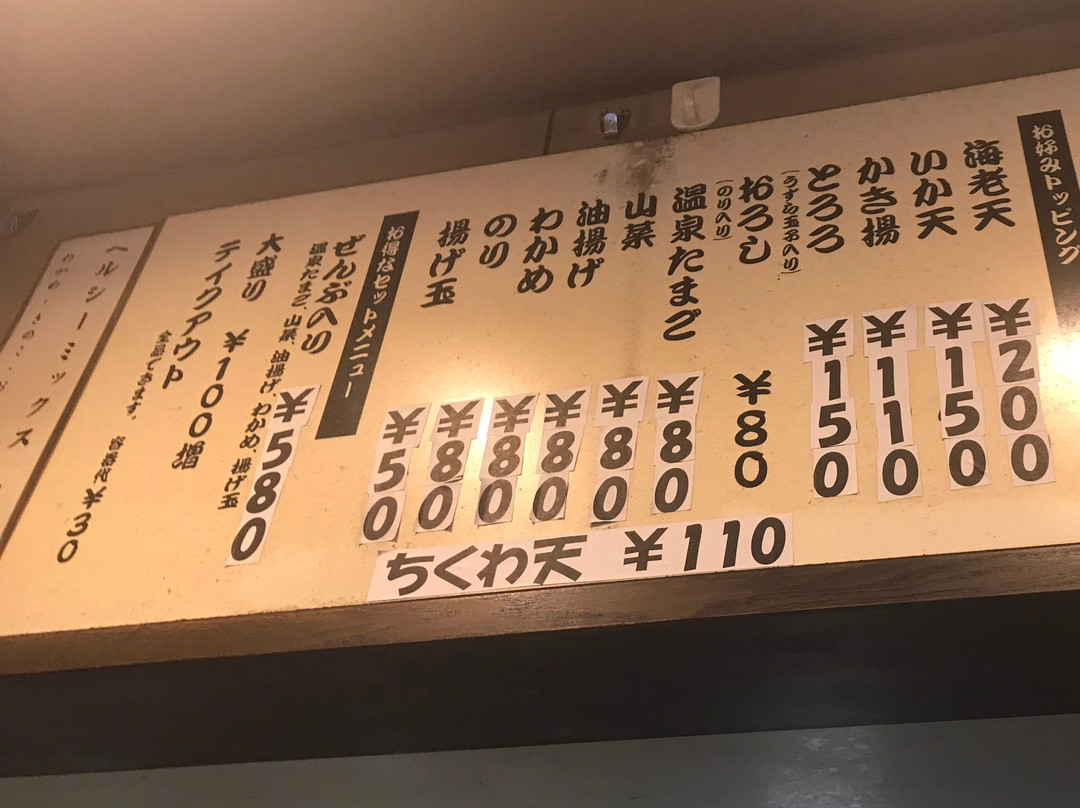 お好みトッピング
海老天 ¥200
いか天 ¥150
かき揚 ¥110
とろろ ¥150
(うずら玉子入り)
おろし ¥80
(のり入り)
温泉たまご ¥80
山菜 ¥80
油揚げ ¥80
わかめ ¥80
のり ¥80
揚げ玉 ¥50
ちくわ天 ¥110
お得なセットメニュー
ぜんぶ入り ¥580
温泉たまご、山菜 油揚げ、わかめ、揚げ玉
大盛り ¥100増
テイクアウト
全品できます。 容器代 ¥30
ヘルシーミックス
わかめ・きのこ